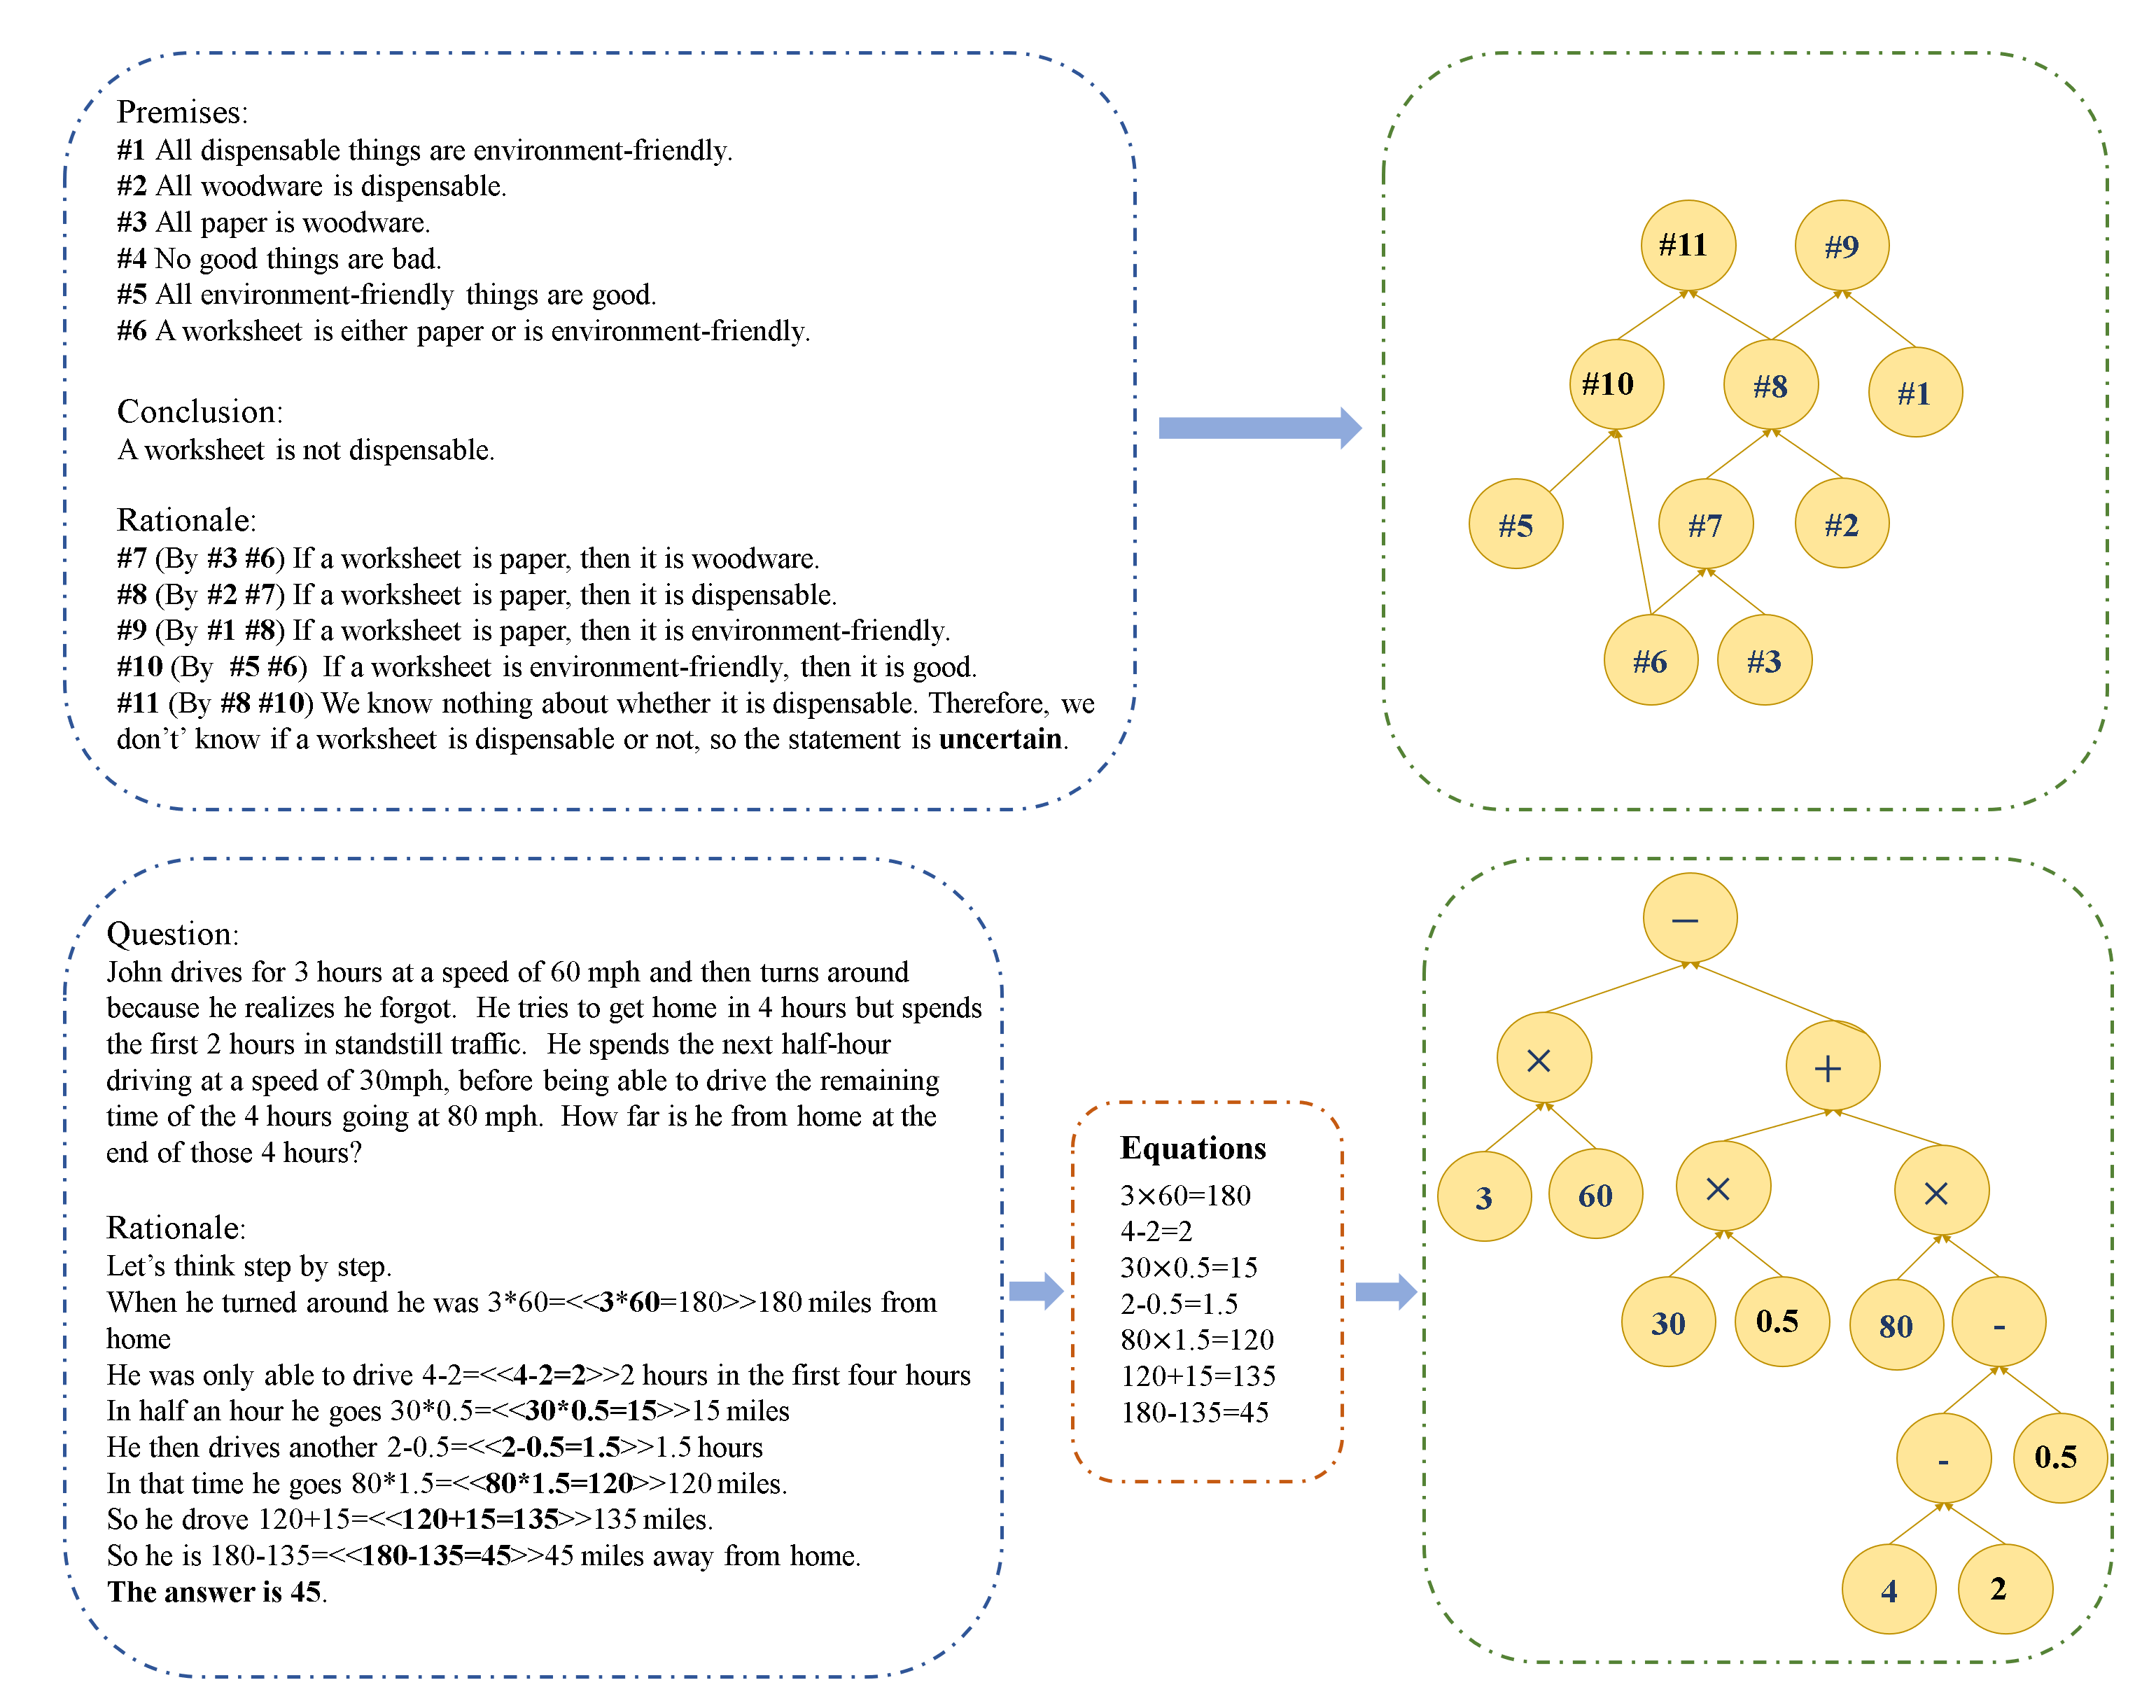 Premises:
#1 All dispensable things are environment-friendly.
#2 All woodware is dispensable.
#3 All paper is woodware.
#4 No good things are bad.
#5 All environment-friendly things are good.
#6 A worksheet is either paper or is environment-friendly.
Conclusion:
A worksheet is not dispensable.
Rationale:
#7 (By #3 #6) If a worksheet is paper, then it is woodware.
#8 (By #2 #7) If a worksheet is paper, then it is dispensable.
#9 (By #1 #8) If a worksheet is paper, then it is environment-friendly.
#10 (By #5 #6) If a worksheet is environment-friendly, then it is good.
#11 (By #8 #10) We know nothing about whether it is dispensable. Therefore, we
don't' know if a worksheet is dispensable or not, so the statement is uncertain.
#11 #9
#10 #8 #1
#5 #7 #2
#6 #3
Question:
John drives for 3 hours at a speed of 60 mph and then turns around
because he realizes he forgot. He tries to get home in 4 hours but spends
the first 2 hours in standstill traffic. He spends the next half-hour
driving at a speed of 30mph, before being able to drive the remaining
time of the 4 hours going at 80 mph. How far is he from home at the
end of those 4 hours?
Rationale:
Let's think step by step.
When he turned around he was 3*60=<<3*60=180>>180 miles from
home
He was only able to drive 4-2=<<4-2=2>>2 hours in the first four hours
In half an hour he goes 30*0.5=<<30*0.5=15>>15 miles
He then drives another 2-0.5=<<2-0.5=1.5>>1.5 hours
In that time he goes 80*1.5=<<80*1.5=120>>120 miles.
So he drove 120+15=<<120+15=135>>135 miles.
So he is 180-135=<<180-135=45>>45 miles away from home.
The answer is 45.
Equations
3×60=180
4-2=2
30×0.5=15
2-0.5=1.5
80×1.5=120
120+15=135
180-135=45
−
× +
3 60 × ×
30 0.5 80 -
- 0.5
4 2